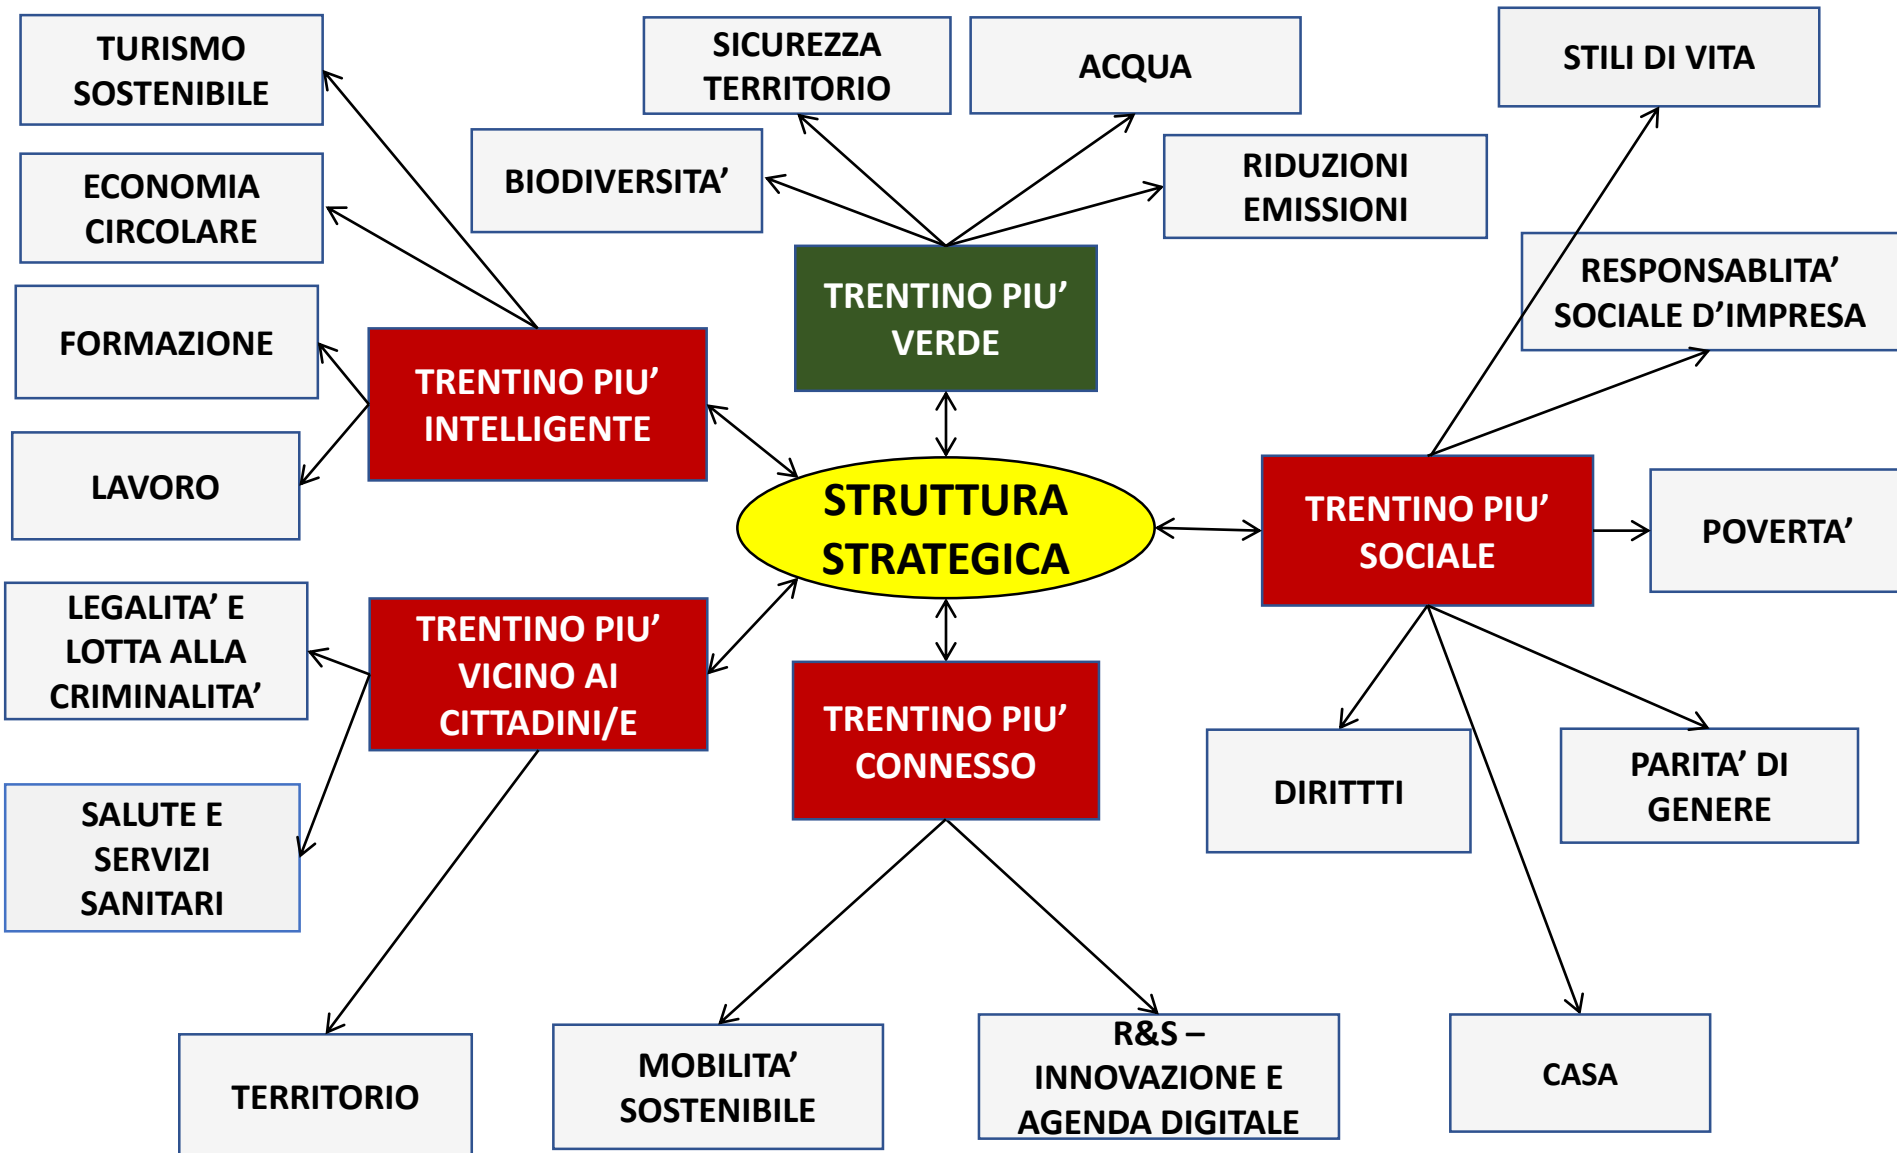 TURISMO
SOSTENIBILE
SICUREZZA
TERRITORIO
ACQUA
STILI DI VITA
ECONOMIA
CIRCOLARE
BIODIVERSITA’
RIDUZIONI
EMISSIONI
FORMAZIONE
TRENTINO PIU’
VERDE
RESPONSABLITA’
SOCIALE D’IMPRESA
TRENTINO PIU’
INTELLIGENTE
LAVORO
STRUTTURA
STRATEGICA
TRENTINO PIU’
SOCIALE
POVERTA’
LEGALITA’ E
LOTTA ALLA
CRIMINALITA’
TRENTINO PIU’
VICINO AI
CITTADINI/E
TRENTINO PIU’
CONNESSO
DIRITTTI
PARITA’ DI
GENERE
SALUTE E
SERVIZI
SANITARI
TERRITORIO
MOBILITA’
SOSTENIBILE
R&S –
INNOVAZIONE E
AGENDA DIGITALE
CASA